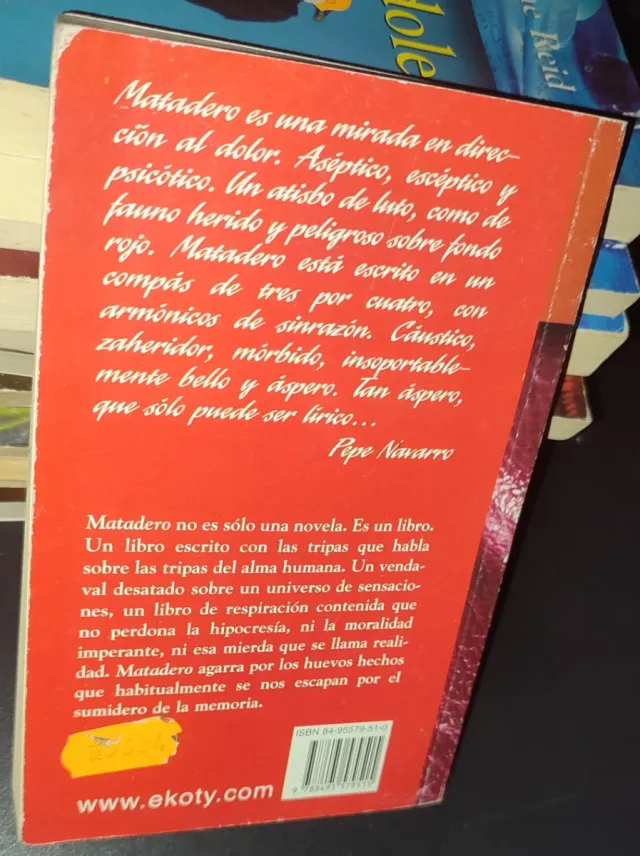 dole
ne Reid
Matadero es una mirada en direc-
ción al dolor. Aséptico, escéptico y
psicótico. Un atisbo de luto, como de
fauno herido y peligroso sobre fondo
rojo. Matadero está escrito en un
compás de tres por cuatro, con
armónicos de sinrazón. Cáustico,
zaheridor, mórbido, insoportable-
mente bello y áspero. Tan áspero,
que sólo puede ser lírico...
Pepe Navarro
Matadero no es sólo una novela. Es un libro.
Un libro escrito con las tripas que habla
sobre las tripas del alma humana. Un venda-
val desatado sobre un universo de sensacio-
nes, un libro de respiración contenida que
no perdona la hipocresía, ni la moralidad
imperante, ni esa mierda que se llama reali-
dad. Matadero agarra por los huevos hechos
que habitualmente se nos escapan por el
sumidero de la memoria.
ISBN 84-95579-51-0
9 788495 579515
www.ekoty.com